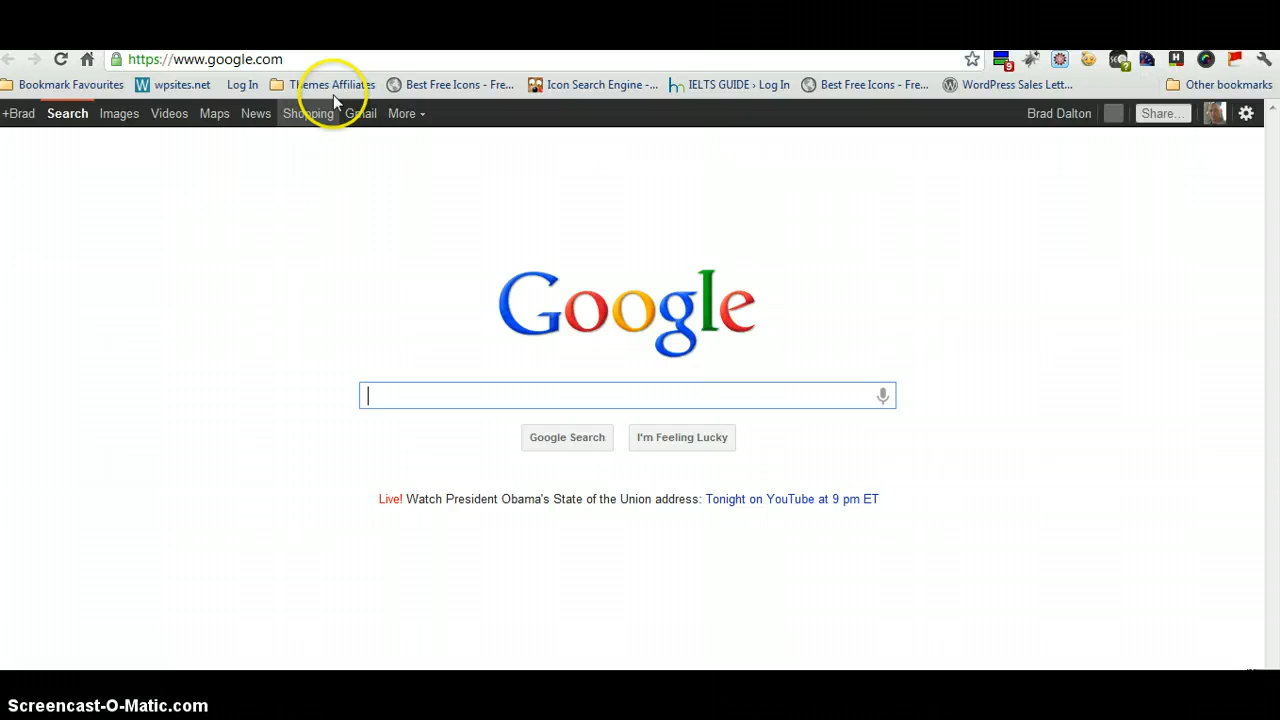 https://www.google.com
9 ?
Bookmark Favourites wpsites.net Log In Themes Affiliates Best Free Icons - Fre... Icon Search Engine -... IELTS GUIDE › Log In Best Free Icons - Fre... WordPress Sales Lett... Other bookmarks
+Brad Search Images Videos Maps News Shopping Gmail More Brad Dalton Share...
Google
Google Search I'm Feeling Lucky
Live! Watch President Obama's State of the Union address: Tonight on YouTube at 9 pm ET
Screencast-O-Matic.com